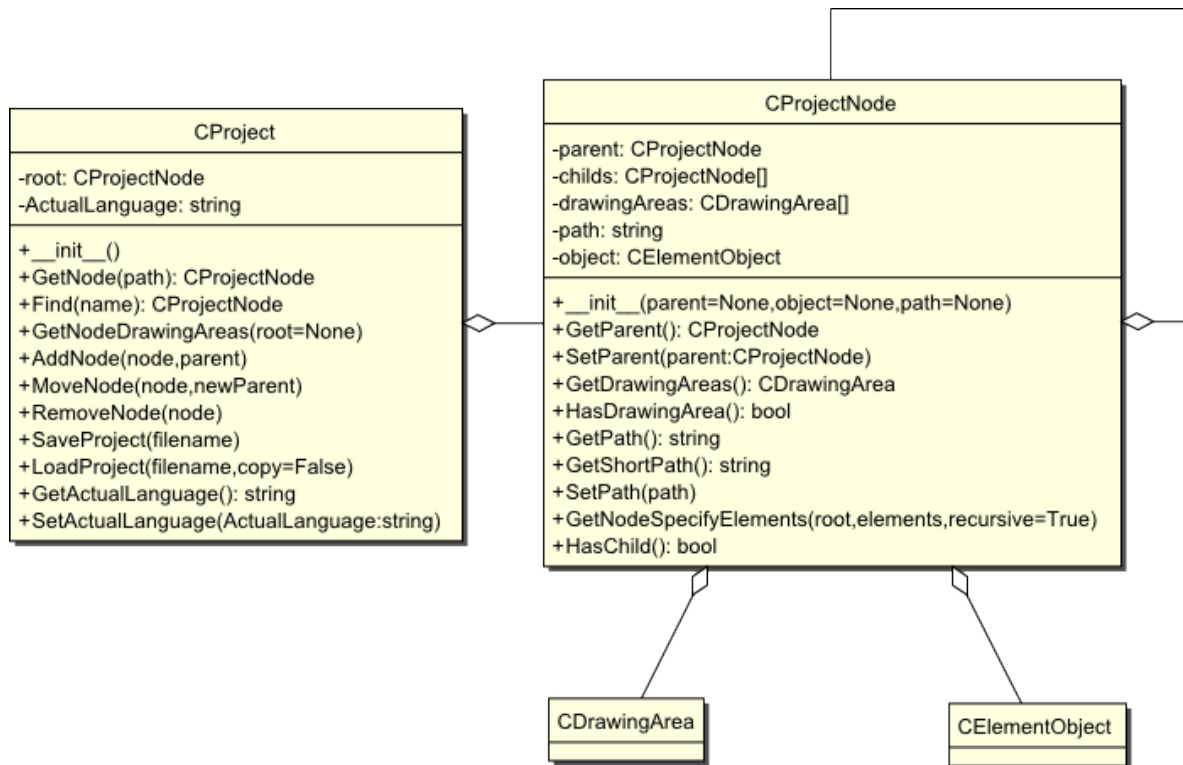 CProject
-root: CProjectNode
-ActualLanguage: string
+__init__()
+GetNode(path): CProjectNode
+Find(name): CProjectNode
+GetNodeDrawingAreas(root=None)
+AddNode(node,parent)
+MoveNode(node,newParent)
+RemoveNode(node)
+SaveProject(filename)
+LoadProject(filename,copy=False)
+GetActualLanguage(): string
+SetActualLanguage(ActualLanguage:string)
CProjectNode
-parent: CProjectNode
-childs: CProjectNode[]
-drawingAreas: CDrawingArea[]
-path: string
-object: CElementObject
+__init__(parent=None,object=None,path=None)
+GetParent(): CProjectNode
+SetParent(parent:CProjectNode)
+GetDrawingAreas(): CDrawingArea
+HasDrawingArea(): bool
+GetPath(): string
+GetShortPath(): string
+SetPath(path)
+GetNodeSpecifyElements(root,elements,recursive=True)
+HasChild(): bool
CDrawingArea
CElementObject